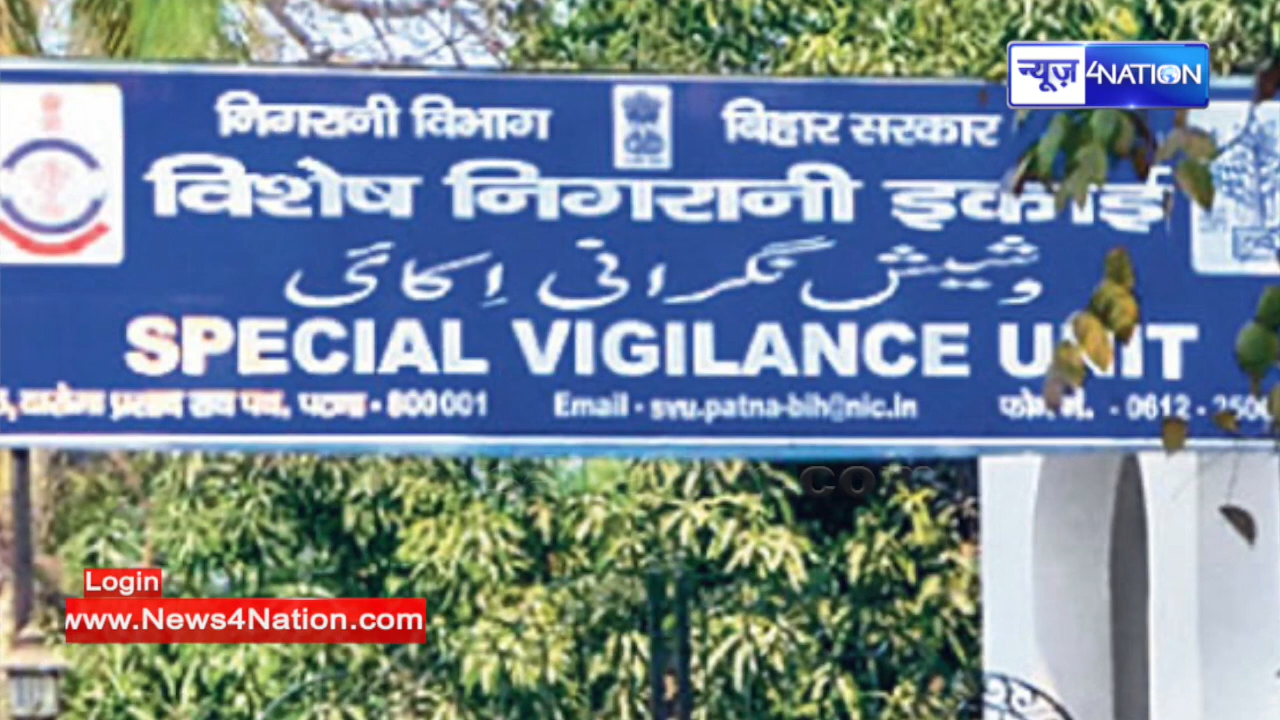 न्यूज़ 4NATION
निगरानी विभाग बिहार सरकार
विशेष निगरानी इकाई
وشیش نگرانی اِکائی
SPECIAL VIGILANCE UNIT
पटना - 800001 Email - svu.patna-bih@nic.in फोन नं. - 0612 -
Login
www.News4Nation.com